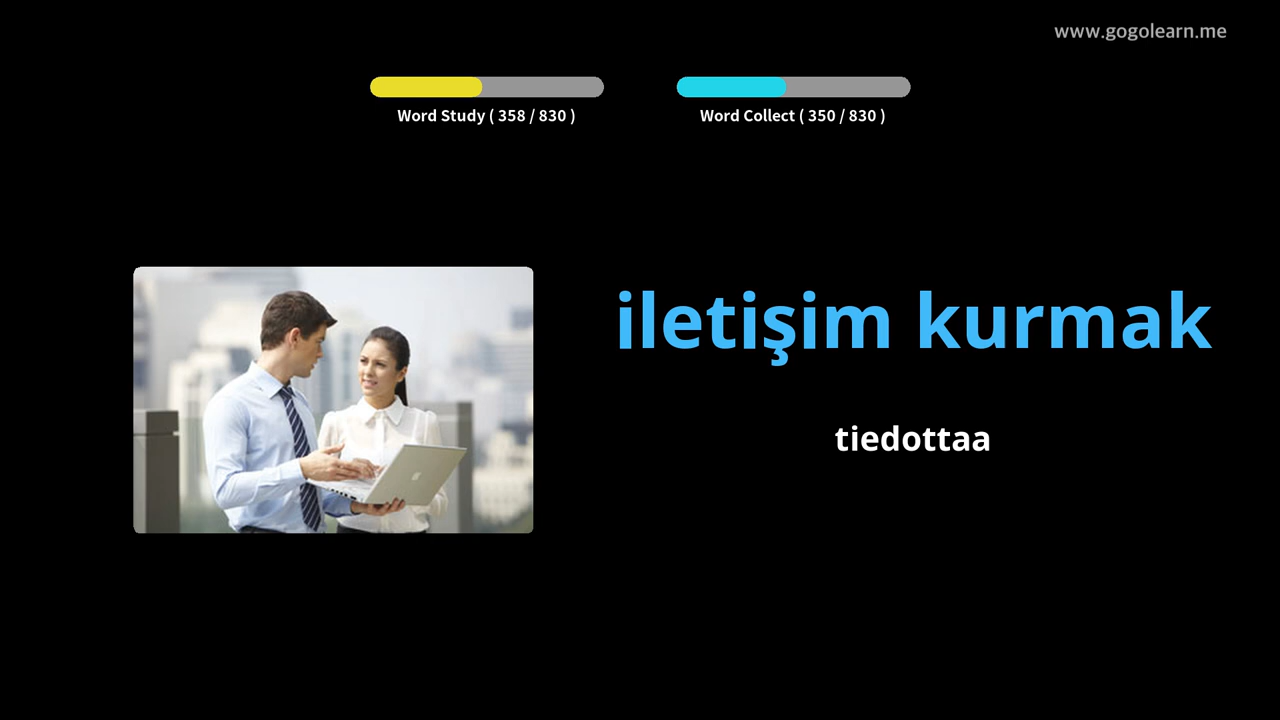 www.gogolearn.me
Word Study ( 358 / 830 )
Word Collect ( 350 / 830 )
iletişim kurmak
tiedottaa